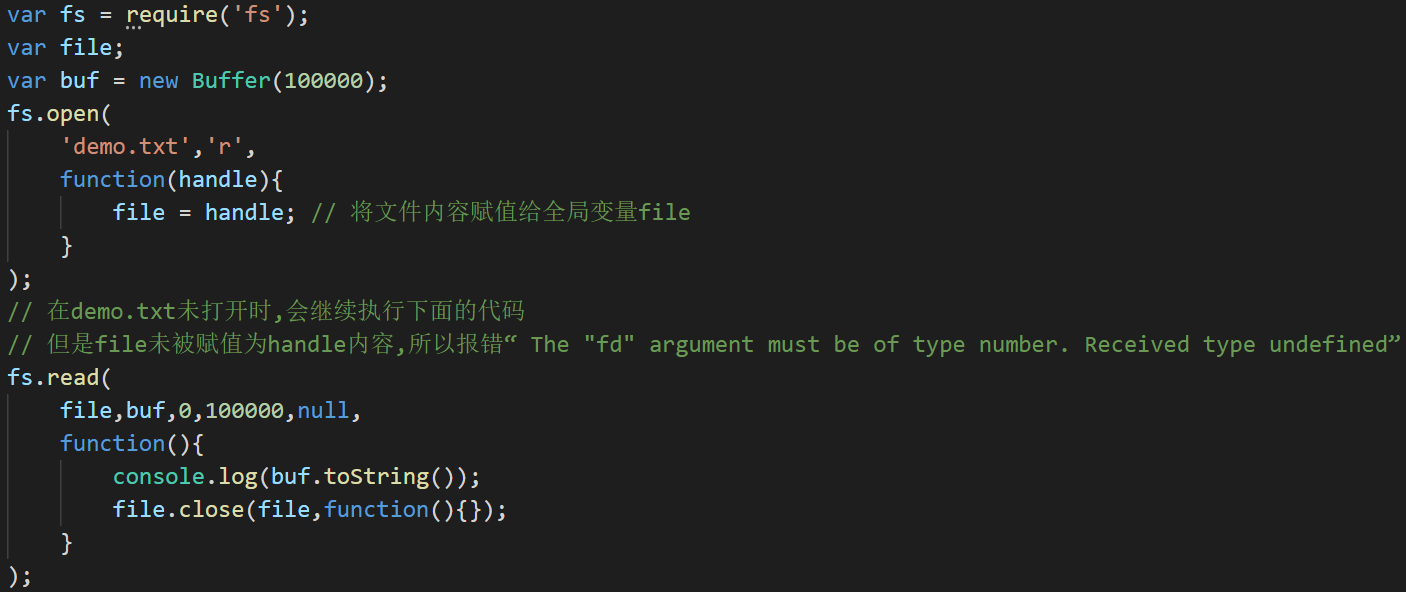 var fs = require('fs');
var file;
var buf = new Buffer(100000);
fs.open(
    'demo.txt','r',
    function(handle){
        file = handle; // 将文件内容赋值给全局变量file
    }
);
// 在demo.txt未打开时,会继续执行下面的代码
// 但是file未被赋值为handle内容,所以报错“ The "fd" argument must be of type number. Received type undefined”
fs.read(
    file,buf,0,100000,null,
    function(){
        console.log(buf.toString());
        file.close(file,function(){});
    }
);